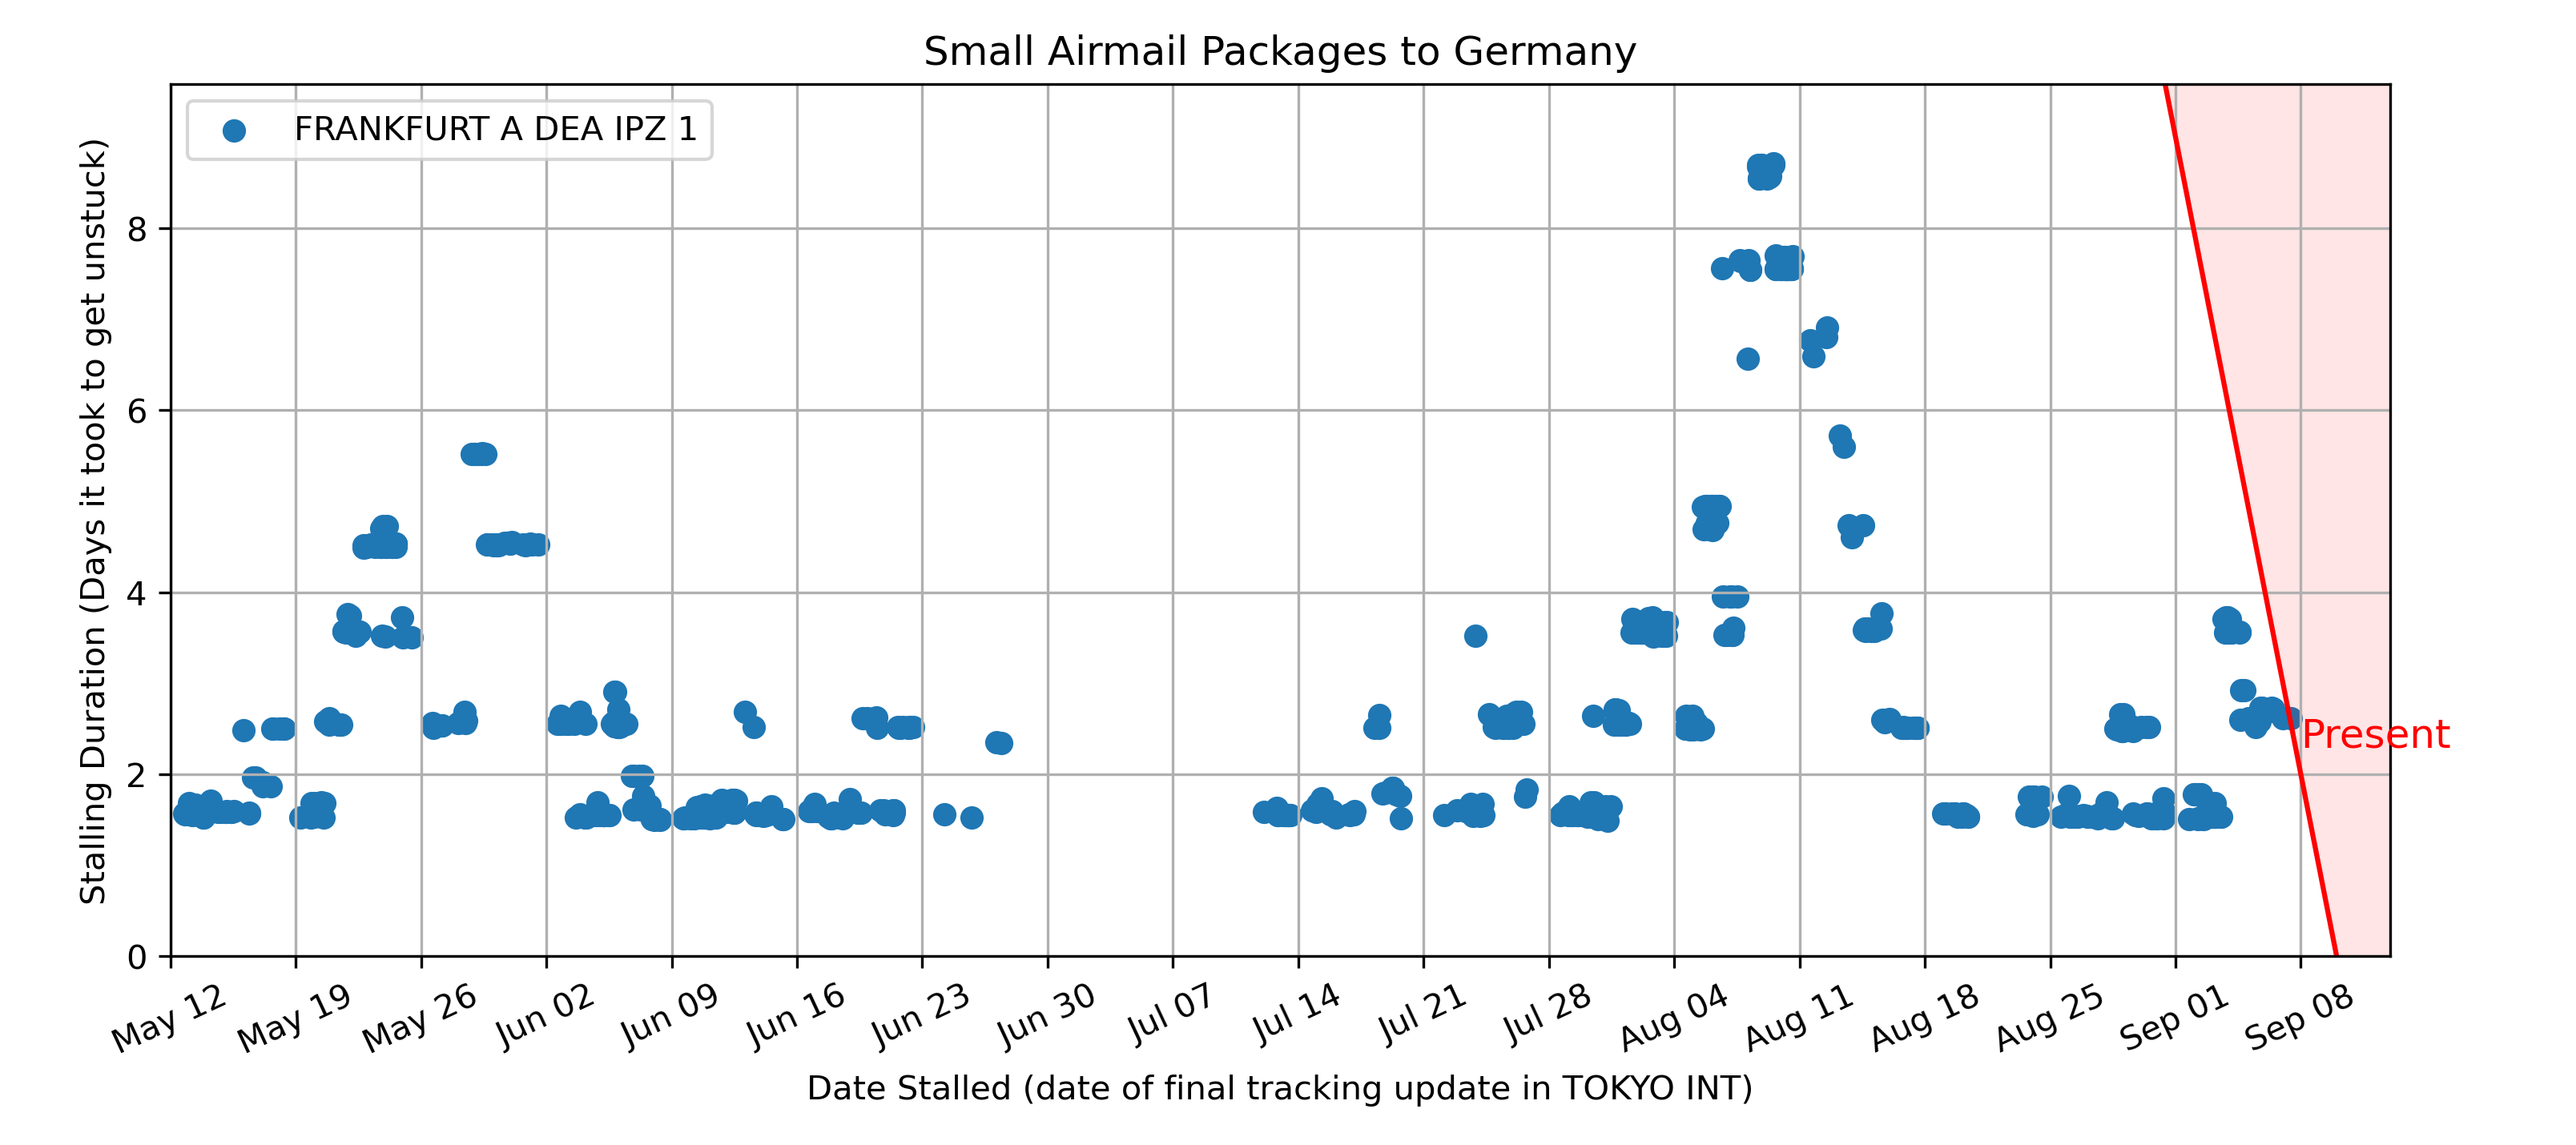 Small Airmail Packages to Germany
FRANKFURT A DEA IPZ 1
Stalling Duration (Days it took to get unstuck)
8
6
4
2
0
Present
May 12
May 19
May 26
Jun 02
Jun 09
Jun 16
Jun 23
Jun 30
Jul 07
Jul 14
Jul 21
Jul 28
Aug 04
Aug 11
Aug 18
Aug 25
Sep 01
Sep 08
Date Stalled (date of final tracking update in TOKYO INT)